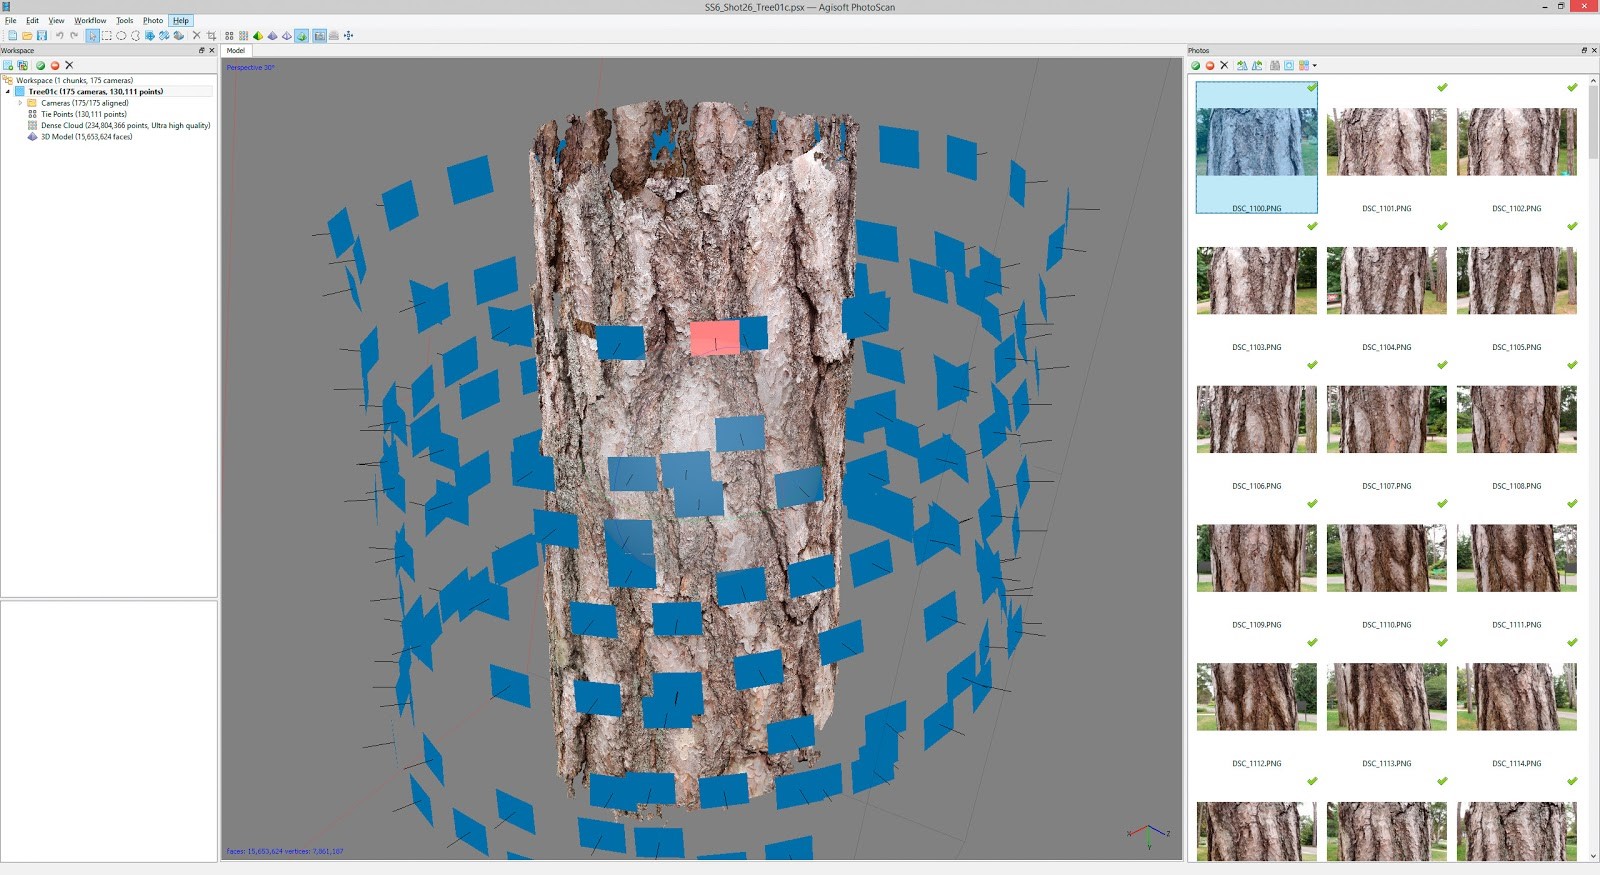 SS6_Shot26_Tree01c.psx — Agisoft PhotoScan
File Edit View Workflow Tools Photo Help
Workspace
Model
Photos
Workspace (1 chunks, 175 cameras)
Tree01c (175 cameras, 130,111 points)
Cameras (175/175 aligned)
Tie Points (130,111 points)
Dense Cloud (234,804,366 points, Ultra high quality)
3D Model (15,653,624 faces)
Perspective 30°
DSC_1100.PNG DSC_1101.PNG DSC_1102.PNG
DSC_1103.PNG DSC_1104.PNG DSC_1105.PNG
DSC_1106.PNG DSC_1107.PNG DSC_1108.PNG
DSC_1109.PNG DSC_1110.PNG DSC_1111.PNG
DSC_1112.PNG DSC_1113.PNG DSC_1114.PNG
X Z
Y
faces: 15,653,624 vertices: 7,861,187